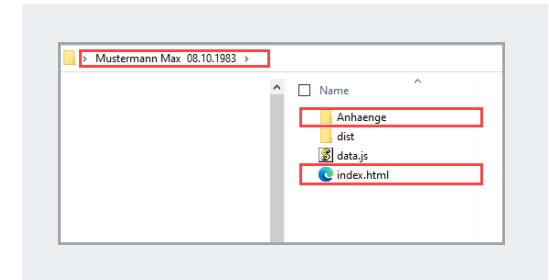 Mustermann Max 08.10.1983
Name
Anhaenge
dist
data.js
index.html